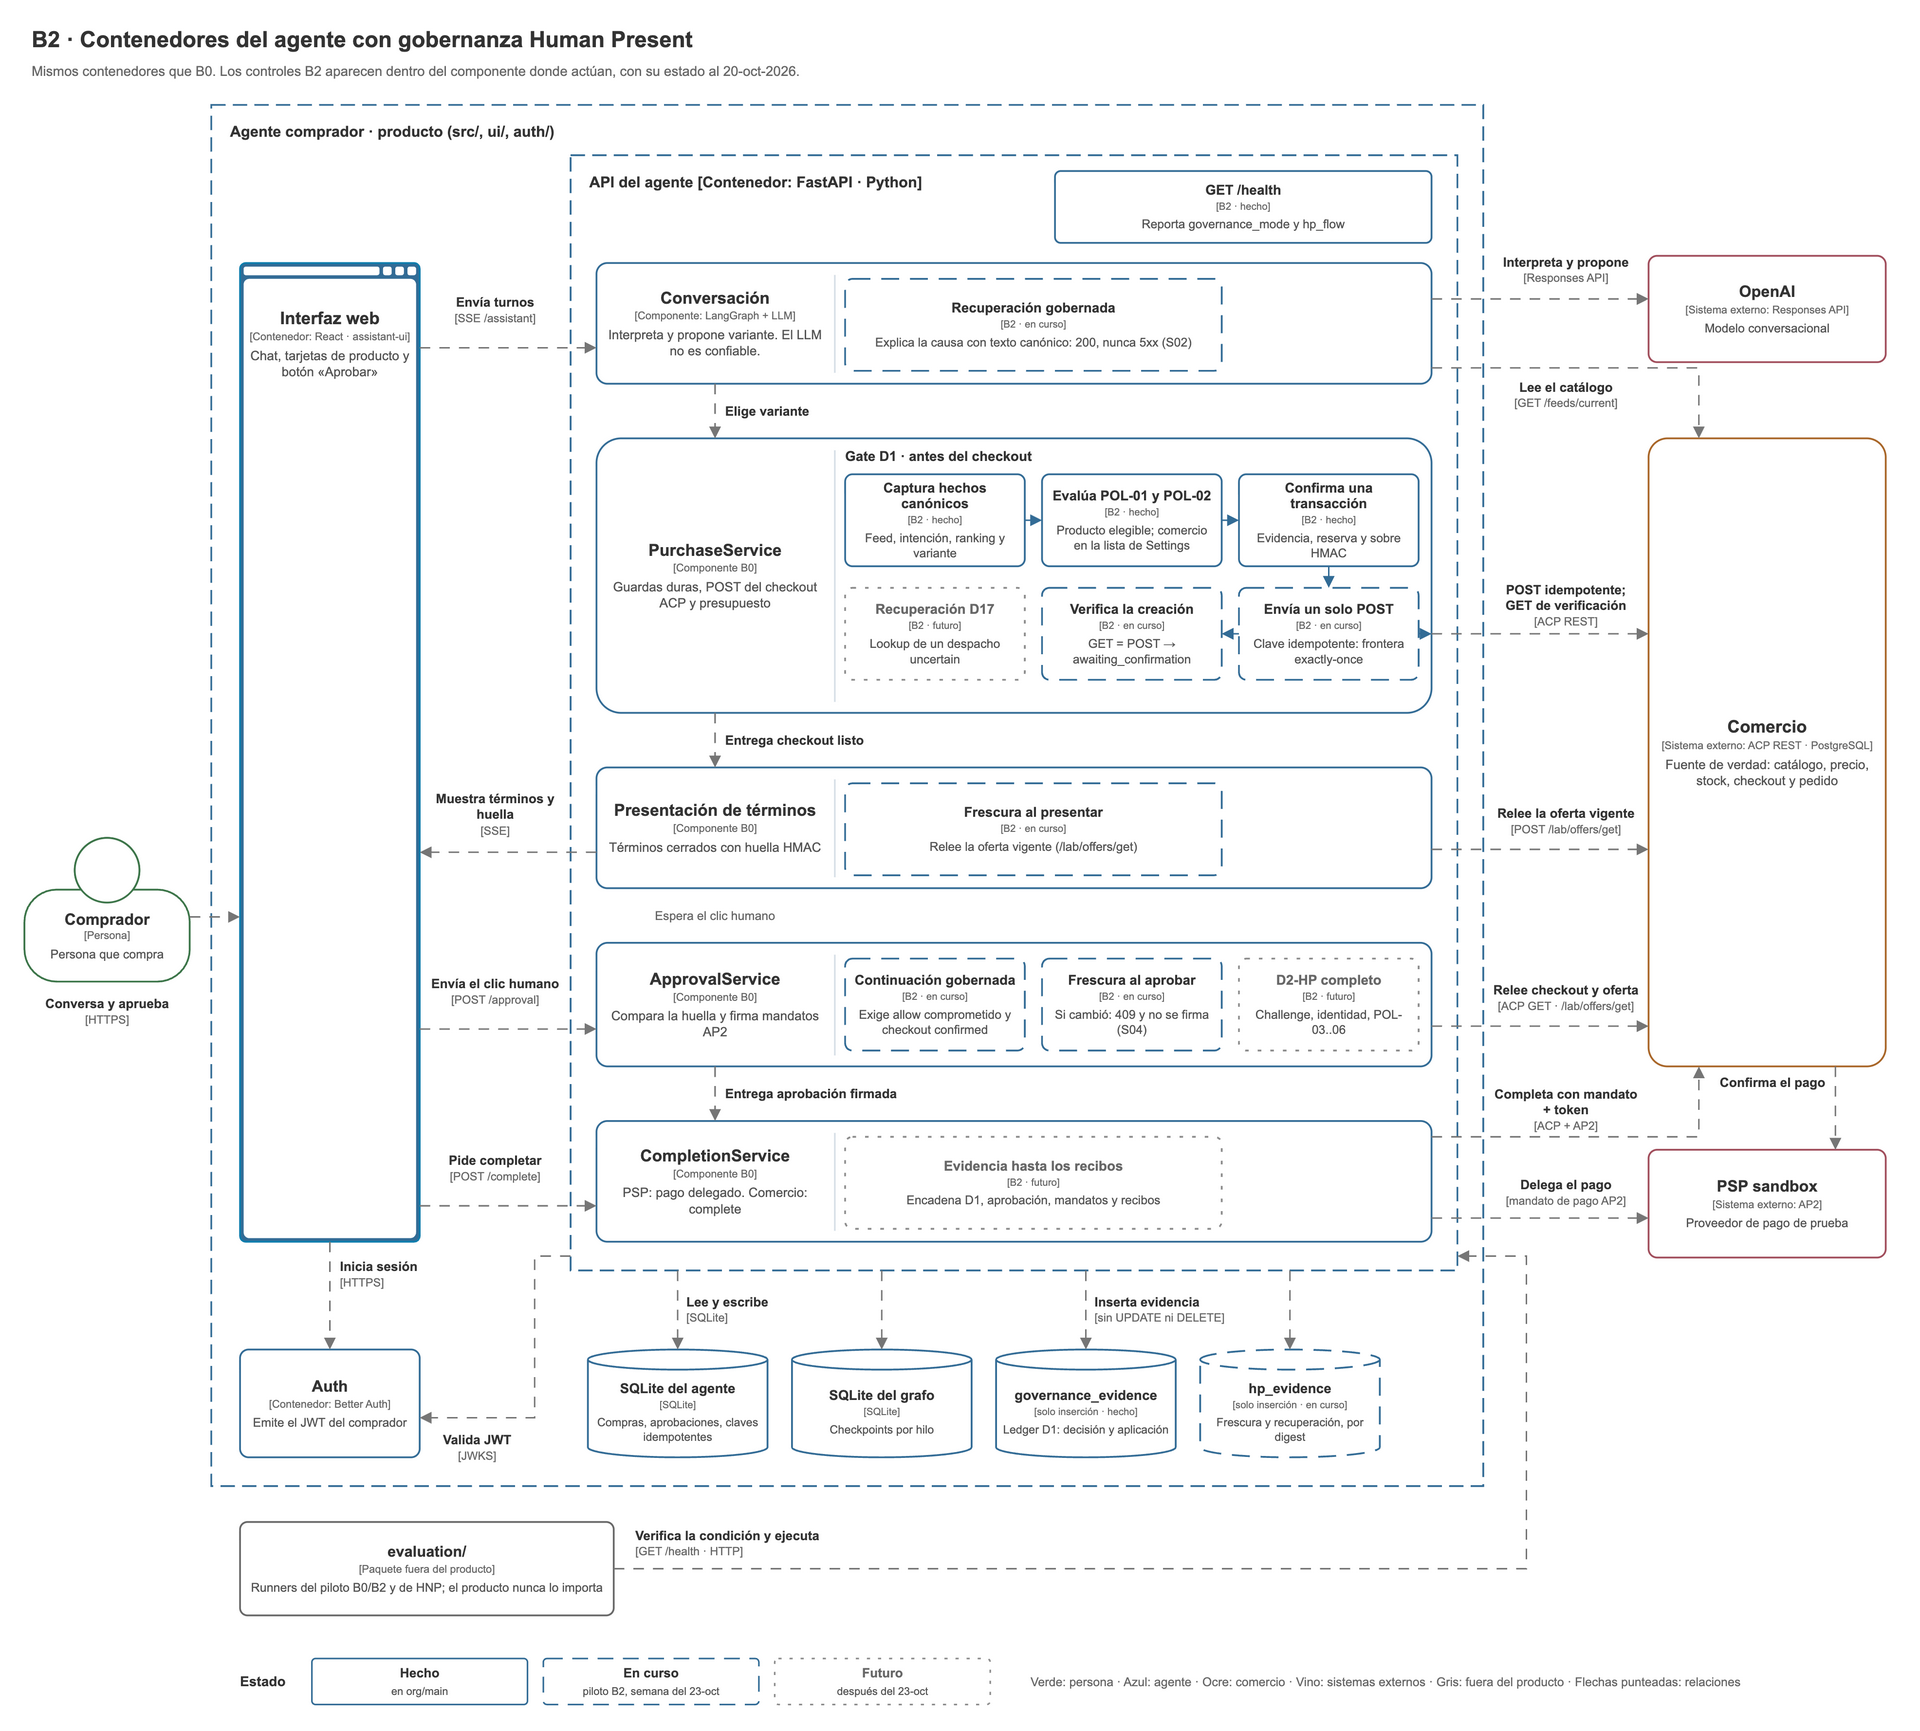 B2 · Contenedores del agente con gobernanza Human Present
Mismos contenedores que B0. Los controles B2 aparecen dentro del componente donde actúan, con su estado al 20-oct-2026.
Agente comprador · producto (src/, ui/, auth/)
API del agente [Contenedor: FastAPI · Python]
GET /health
[B2 · hecho]
Reporta governance_mode y hp_flow
Interfaz web
[Contenedor: React · assistant-ui]
Chat, tarjetas de producto y
botón «Aprobar»
Envía turnos
[SSE /assistant]
Conversación
[Componente: LangGraph + LLM]
Interpreta y propone variante. El LLM
no es confiable.
Recuperación gobernada
[B2 · en curso]
Explica la causa con texto canónico: 200, nunca 5xx (S02)
Interpreta y propone
[Responses API]
OpenAI
[Sistema externo: Responses API]
Modelo conversacional
Lee el catálogo
[GET /feeds/current]
Elige variante
PurchaseService
[Componente B0]
Guardas duras, POST del checkout
ACP y presupuesto
Gate D1 · antes del checkout
Captura hechos
canónicos
[B2 · hecho]
Feed, intención, ranking y
variante
Evalúa POL-01 y POL-02
[B2 · hecho]
Producto elegible; comercio
en la lista de Settings
Confirma una
transacción
[B2 · hecho]
Evidencia, reserva y sobre
HMAC
Recuperación D17
[B2 · futuro]
Lookup de un despacho
uncertain
Verifica la creación
[B2 · en curso]
GET = POST →
awaiting_confirmation
Envía un solo POST
[B2 · en curso]
Clave idempotente: frontera
exactly-once
POST idempotente;
GET de verificación
[ACP REST]
Comercio
[Sistema externo: ACP REST · PostgreSQL]
Fuente de verdad: catálogo, precio,
stock, checkout y pedido
Entrega checkout listo
Muestra términos y
huella
[SSE]
Presentación de términos
[Componente B0]
Términos cerrados con huella HMAC
Frescura al presentar
[B2 · en curso]
Relee la oferta vigente (/lab/offers/get)
Relee la oferta vigente
[POST /lab/offers/get]
Comprador
[Persona]
Persona que compra
Conversa y aprueba
[HTTPS]
Espera el clic humano
Envía el clic humano
[POST /approval]
ApprovalService
[Componente B0]
Compara la huella y firma mandatos
AP2
Continuación gobernada
[B2 · en curso]
Exige allow comprometido y
checkout confirmed
Frescura al aprobar
[B2 · en curso]
Si cambió: 409 y no se firma
(S04)
D2-HP completo
[B2 · futuro]
Challenge, identidad, POL-
03..06
Relee checkout y oferta
[ACP GET · /lab/offers/get]
Entrega aprobación firmada
Completa con mandato
+ token
[ACP + AP2]
Confirma el pago
Pide completar
[POST /complete]
CompletionService
[Componente B0]
PSP: pago delegado. Comercio:
complete
Evidencia hasta los recibos
[B2 · futuro]
Encadena D1, aprobación, mandatos y recibos
Delega el pago
[mandato de pago AP2]
PSP sandbox
[Sistema externo: AP2]
Proveedor de pago de prueba
Inicia sesión
[HTTPS]
Lee y escribe
[SQLite]
Inserta evidencia
[sin UPDATE ni DELETE]
Auth
[Contenedor: Better Auth]
Emite el JWT del comprador
Valida JWT
[JWKS]
SQLite del agente
[SQLite]
Compras, aprobaciones, claves
idempotentes
SQLite del grafo
[SQLite]
Checkpoints por hilo
governance_evidence
[solo inserción · hecho]
Ledger D1: decisión y aplicación
hp_evidence
[solo inserción · en curso]
Frescura y recuperación, por
digest
evaluation/
[Paquete fuera del producto]
Runners del piloto B0/B2 y de HNP; el producto nunca lo importa
Verifica la condición y ejecuta
[GET /health · HTTP]
Estado
Hecho
en org/main
En curso
piloto B2, semana del 23-oct
Futuro
después del 23-oct
Verde: persona · Azul: agente · Ocre: comercio · Vino: sistemas externos · Gris: fuera del producto · Flechas punteadas: relaciones